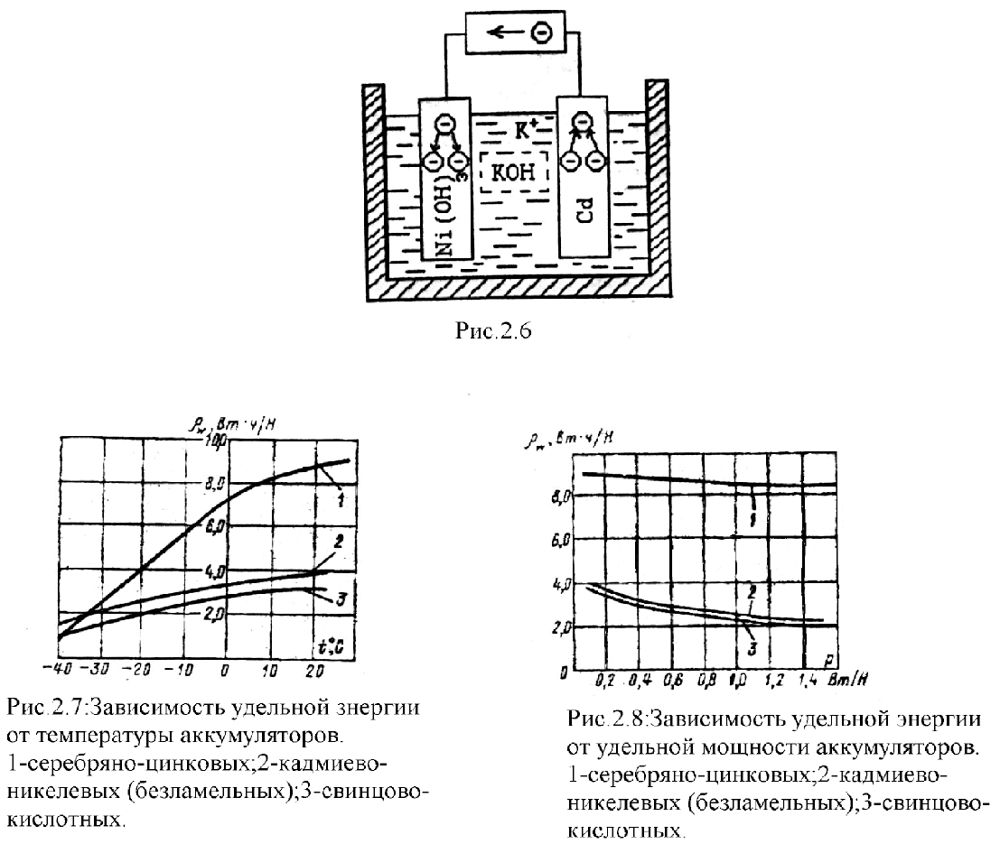 ⊖
⊖
⊖
K⁺
⊖ ⊖
⊖ ⊖
KOH
Ni(OH)₃
Cd
Рис.2.6
ρw, Вт·ч/Н
10,0
8,0
6,0
4,0
2,0
1
2
3
t°,C
-40 -30 -20 -10 0 10 20
Рис.2.7:Зависимость удельной знергии
от температуры аккумуляторов.
1-серебряно-цинковых;2-кадмиево-
никелевых (безламельных);3-свинцово-
кислотных.
ρw, Вт·ч/Н
8,0
6,0
4,0
2,0
0
1
2
3
P
0,2 0,4 0,6 0,8 1,0 1,2 1,4 Вт/Н
Рис.2.8:Зависимость удельной энергии
от удельной мощности аккумуляторов.
1-серебряно-цинковых;2-кадмиево-
никелевых (безламельных);3-свинцово-
кислотных.